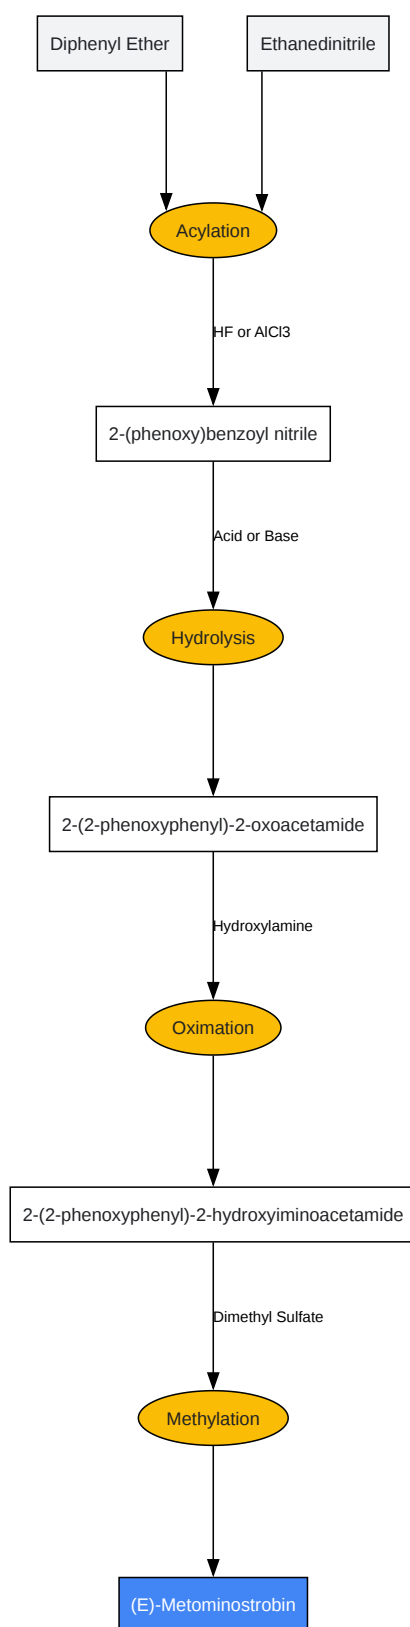 Diphenyl Ether
Ethanedinitrile
Acylation
HF or AlCl3
2-(phenoxy)benzoyl nitrile
Acid or Base
Hydrolysis
2-(2-phenoxyphenyl)-2-oxoacetamide
Hydroxylamine
Oximation
2-(2-phenoxyphenyl)-2-hydroxyiminoacetamide
Dimethyl Sulfate
Methylation
(E)-Metominostrobin